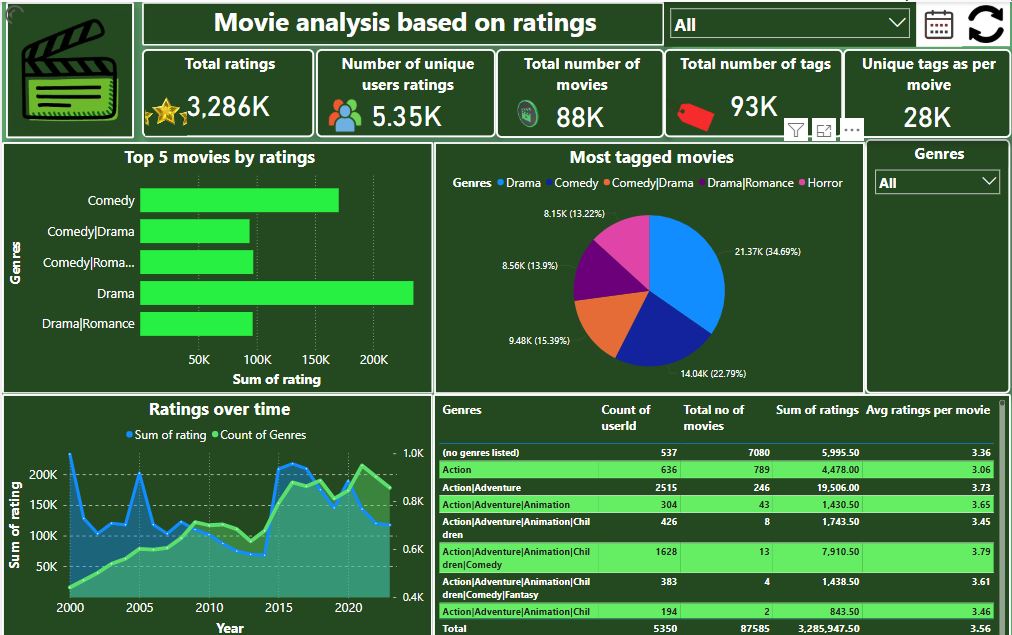 Movie analysis based on ratings
All
Total ratings
3,286K
Number of unique
users ratings
5.35K
Total number of
movies
88K
Total number of tags
93K
Unique tags as per
moive
28K
Top 5 movies by ratings
Genres
Comedy
Comedy|Drama
Comedy|Roma...
Drama
Drama|Romance
50K 100K 150K 200K
Sum of rating
Most tagged movies
Genres Drama Comedy Comedy|Drama Drama|Romance Horror
8.15K (13.22%)
21.37K (34.69%)
8.56K (13.9%)
9.48K (15.39%)
14.04K (22.79%)
Genres
All
Ratings over time
Sum of rating Count of Genres
Sum of rating
200K
150K
100K
50K
1.0K
0.8K
0.6K
0.4K
2000 2005 2010 2015 2020
Year
Genres Count of userId Total no of movies Sum of ratings Avg ratings per movie
(no genres listed) 537 7080 5,995.50 3.36
Action 636 789 4,478.00 3.06
Action|Adventure 2515 246 19,506.00 3.73
Action|Adventure|Animation 304 43 1,430.50 3.65
Action|Adventure|Animation|Chil 426 8 1,743.50 3.45
dren
Action|Adventure|Animation|Chil 1628 13 7,910.50 3.79
dren|Comedy
Action|Adventure|Animation|Chil 383 4 1,438.50 3.61
dren|Comedy|Fantasy
Action|Adventure|Animation|Chil 194 2 843.50 3.46
Total 5350 87585 3,285,947.50 3.56